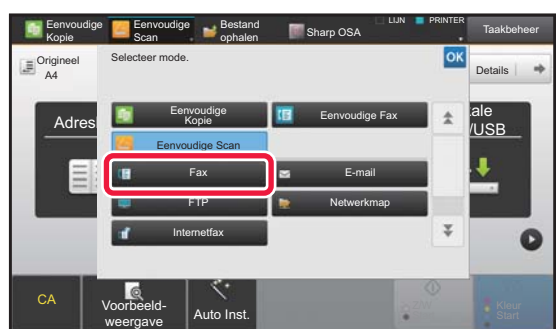 Eenvoudige
Kopie
Eenvoudige
Scan
Bestand
ophalen
Sharp OSA
LIJN
PRINTER
Taakbeheer
Origineel
A4
Selecteer mode.
OK
Details
Adres
ale
/USB
Eenvoudige
Kopie
Eenvoudige Fax
Eenvoudige Scan
Fax
E-mail
FTP
Netwerkmap
Internetfax
CA
Voorbeeld-
weergave
Auto Inst.
Z/W
Start
Kleur
Start